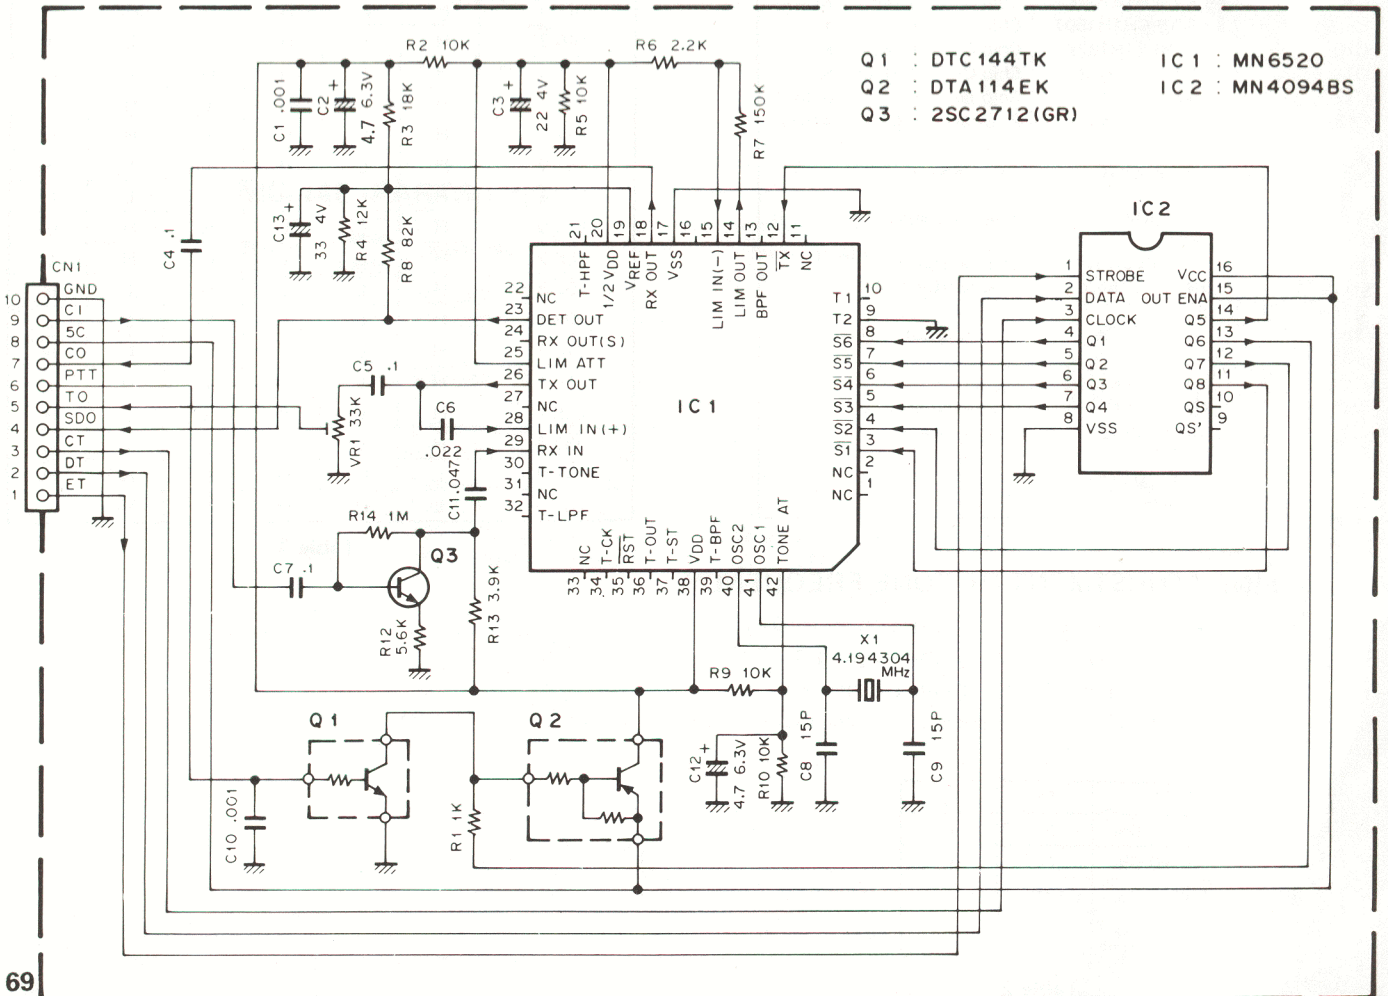 R2 10K
R6 2.2K
Q1 : DTC144TK
Q2 : DTA114EK
Q3 : 2SC2712(GR)
IC1 : MN6520
IC2 : MN4094BS
C1 .001
C2 + 4.7 6.3V
R3 18K
C3 + 22 4V
R5 10K
R7 150K
C4 .1
C13 + 33 4V
R4 12K
R8 82K
CN1
10 GND
9 CI
8 5C
7 CO
6 PTT
5 TO
4 SDO
3 CT
2 DT
1 ET
C5 .1
VR1 33K
C6 .022
C11 .047
R14 1M
Q3
C7 .1
R12 5.6K
R13 3.9K
IC1
21 T-HPF
20 1/2 VDD
19 VREF
18 RX OUT
17 VSS
16
15 LIM IN(-)
14 LIM OUT
13 BPF OUT
12 TX
11 NC
22 NC
23 DET OUT
24 RX OUT(S)
25 LIM ATT
26 TX OUT
27 NC
28 LIM IN(+)
29 RX IN
30 T-TONE
31 NC
32 T-LPF
33 NC
34 T-CK
35 RST
36 T-OUT
37 T-ST
38 VDD
39 T-BPF
40 OSC2
41 OSC1
42 TONE AT
T1 10
T2 9
S6 8
S5 7
S4 6
S3 5
S2 4
S1 3
NC 2
NC 1
IC2
1 STROBE
2 DATA
3 CLOCK
4 Q1
5 Q2
6 Q3
7 Q4
8 VSS
VCC 16
OUT ENA 15
Q5 14
Q6 13
Q7 12
Q8 11
QS 10
QS' 9
X1
4.194304
MHz
R9 10K
C12 + 4.7 6.3V
R10 10K
C8 15P
C9 15P
Q1
Q2
C10 .001
R1 1K
69